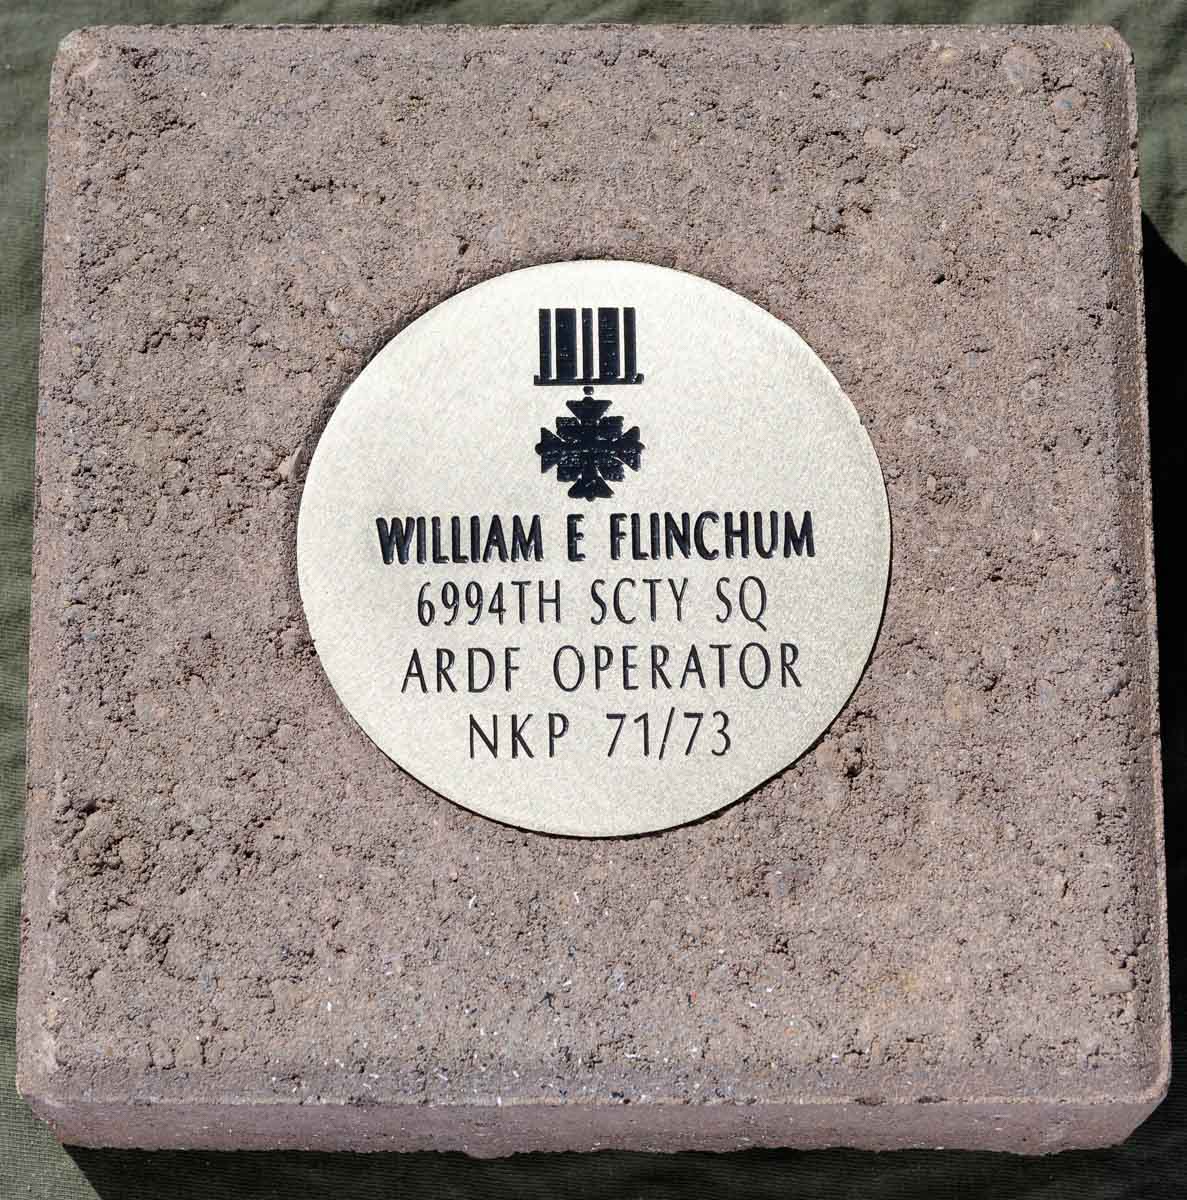 WILLIAM E FLINCHUM
6994TH SCTY SQ
ARDF OPERATOR
NKP 71/73